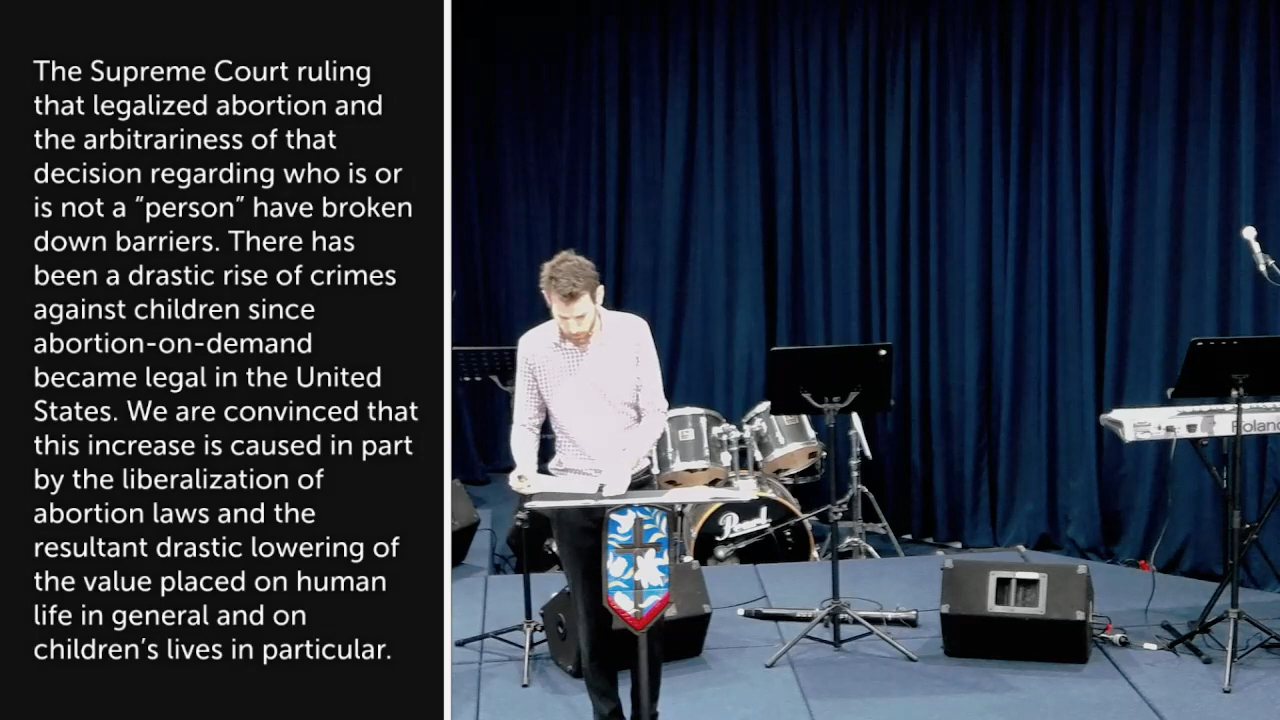 The Supreme Court ruling
that legalized abortion and
the arbitrariness of that
decision regarding who is or
is not a “person” have broken
down barriers. There has
been a drastic rise of crimes
against children since
abortion-on-demand
became legal in the United
States. We are convinced that
this increase is caused in part
by the liberalization of
abortion laws and the
resultant drastic lowering of
the value placed on human
life in general and on
children’s lives in particular.
Roland
Pearl